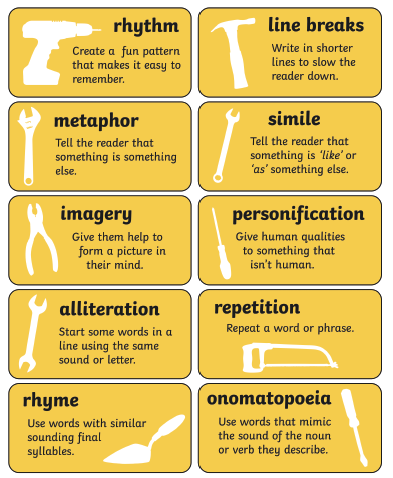 rhythm
Create a fun pattern
that makes it easy to
remember.
line breaks
Write in shorter
lines to slow the
reader down.
metaphor
Tell the reader that
something is something
else.
simile
Tell the reader that
something is 'like' or
'as' something else.
imagery
Give them help to
form a picture in
their mind.
personification
Give human qualities
to something that
isn't human.
alliteration
Start some words in a
line using the same
sound or letter.
repetition
Repeat a word or phrase.
rhyme
Use words with similar
sounding final
syllables.
onomatopoeia
Use words that mimic
the sound of the noun
or verb they describe.